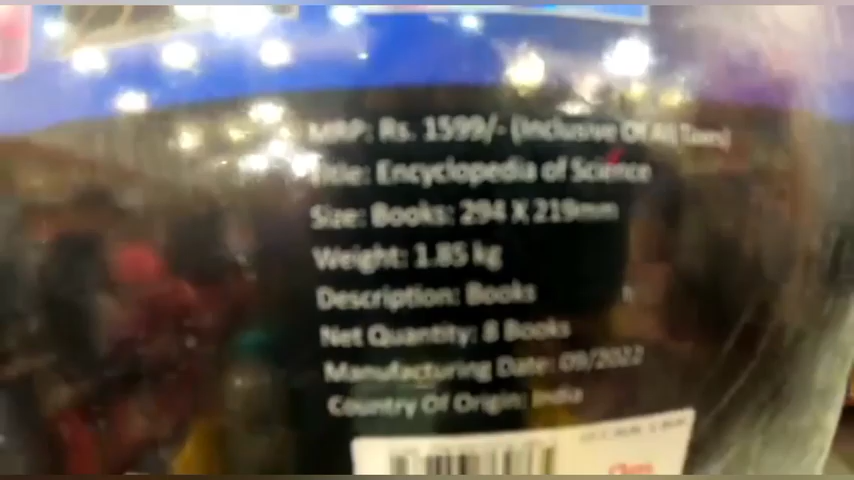 MRP: Rs. 1599/- (Inclusive Of All Taxes)
Title: Encyclopedia of Science
Size: Books: 294 X 219mm
Weight: 1.85 kg
Description: Books
Net Quantity: 8 Books
Manufacturing Date: 09/2022
Country Of Origin: India